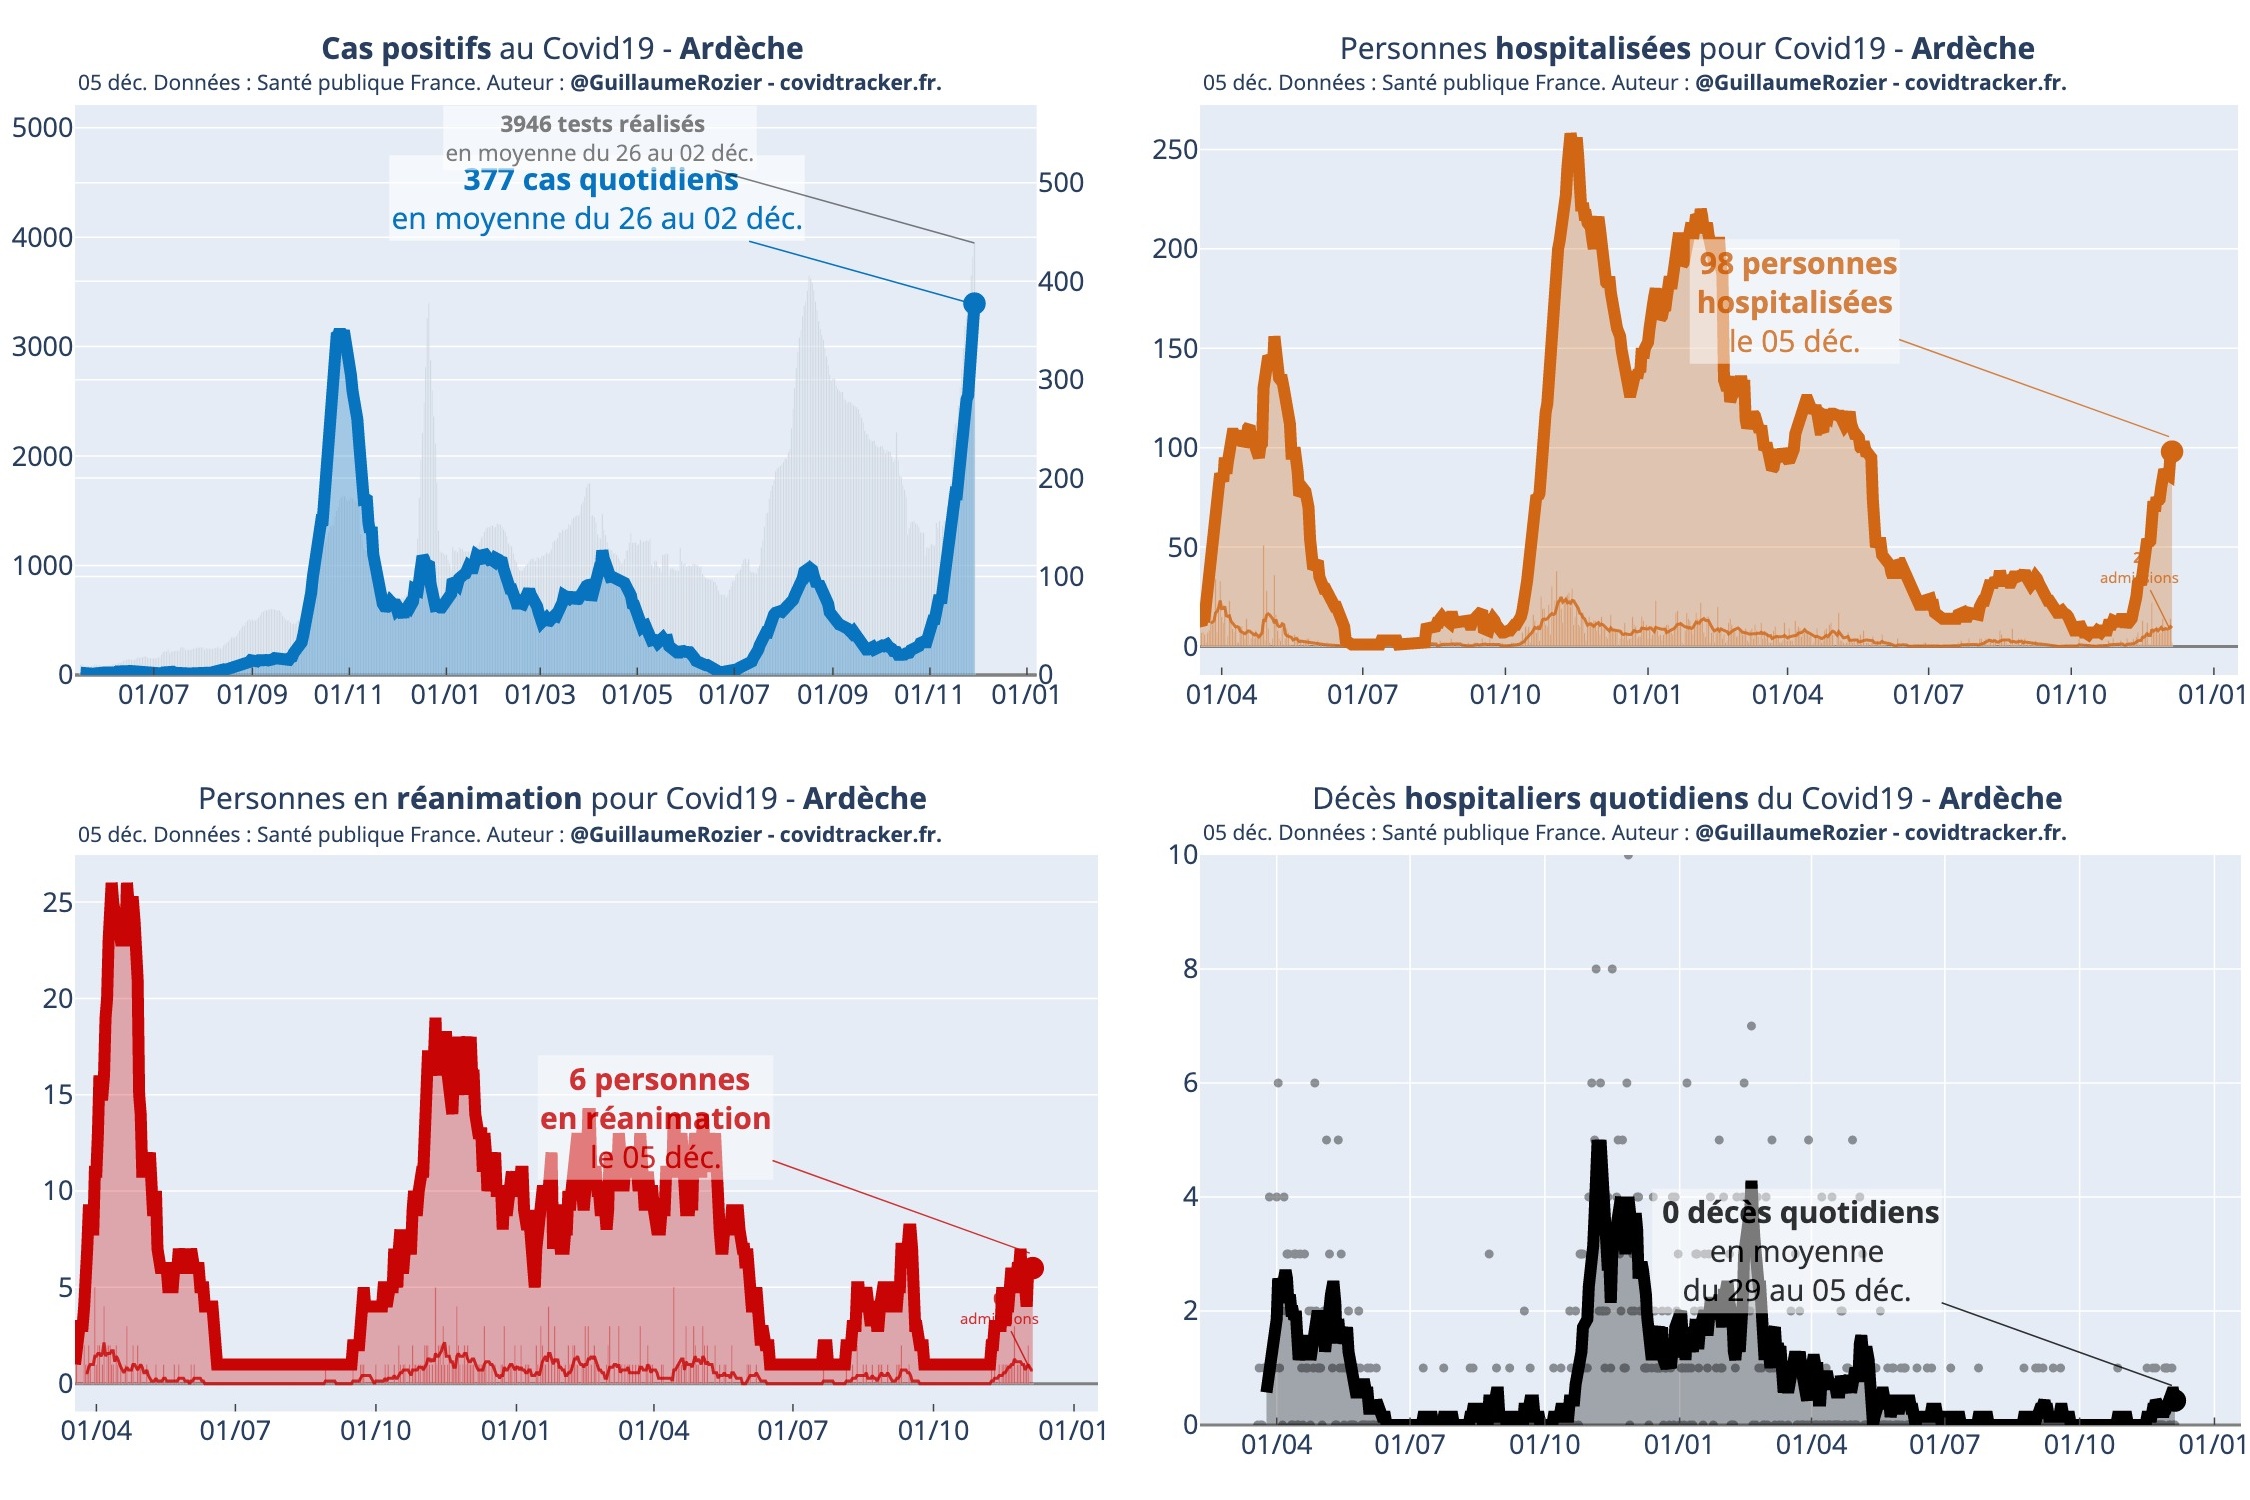 Cas positifs au Covid19 - Ardèche
05 déc. Données : Santé publique France. Auteur : @GuillaumeRozier - covidtracker.fr.
3946 tests réalisés
en moyenne du 26 au 02 déc.
377 cas quotidiens
en moyenne du 26 au 02 déc.
5000
4000
3000
2000
1000
0
500
400
300
200
100
0
01/07
01/09
01/11
01/01
01/03
01/05
01/07
01/09
01/11
01/01
Personnes hospitalisées pour Covid19 - Ardèche
05 déc. Données : Santé publique France. Auteur : @GuillaumeRozier - covidtracker.fr.
250
200
150
100
50
0
98 personnes
hospitalisées
le 05 déc.
admissions
01/04
01/07
01/10
01/01
01/04
01/07
01/10
01/01
Personnes en réanimation pour Covid19 - Ardèche
05 déc. Données : Santé publique France. Auteur : @GuillaumeRozier - covidtracker.fr.
25
20
15
10
5
0
6 personnes
en réanimation
le 05 déc.
admissions
01/04
01/07
01/10
01/01
01/04
01/07
01/10
01/01
Décès hospitaliers quotidiens du Covid19 - Ardèche
05 déc. Données : Santé publique France. Auteur : @GuillaumeRozier - covidtracker.fr.
10
8
6
4
2
0
0 décès quotidiens
en moyenne
du 29 au 05 déc.
01/04
01/07
01/10
01/01
01/04
01/07
01/10
01/01